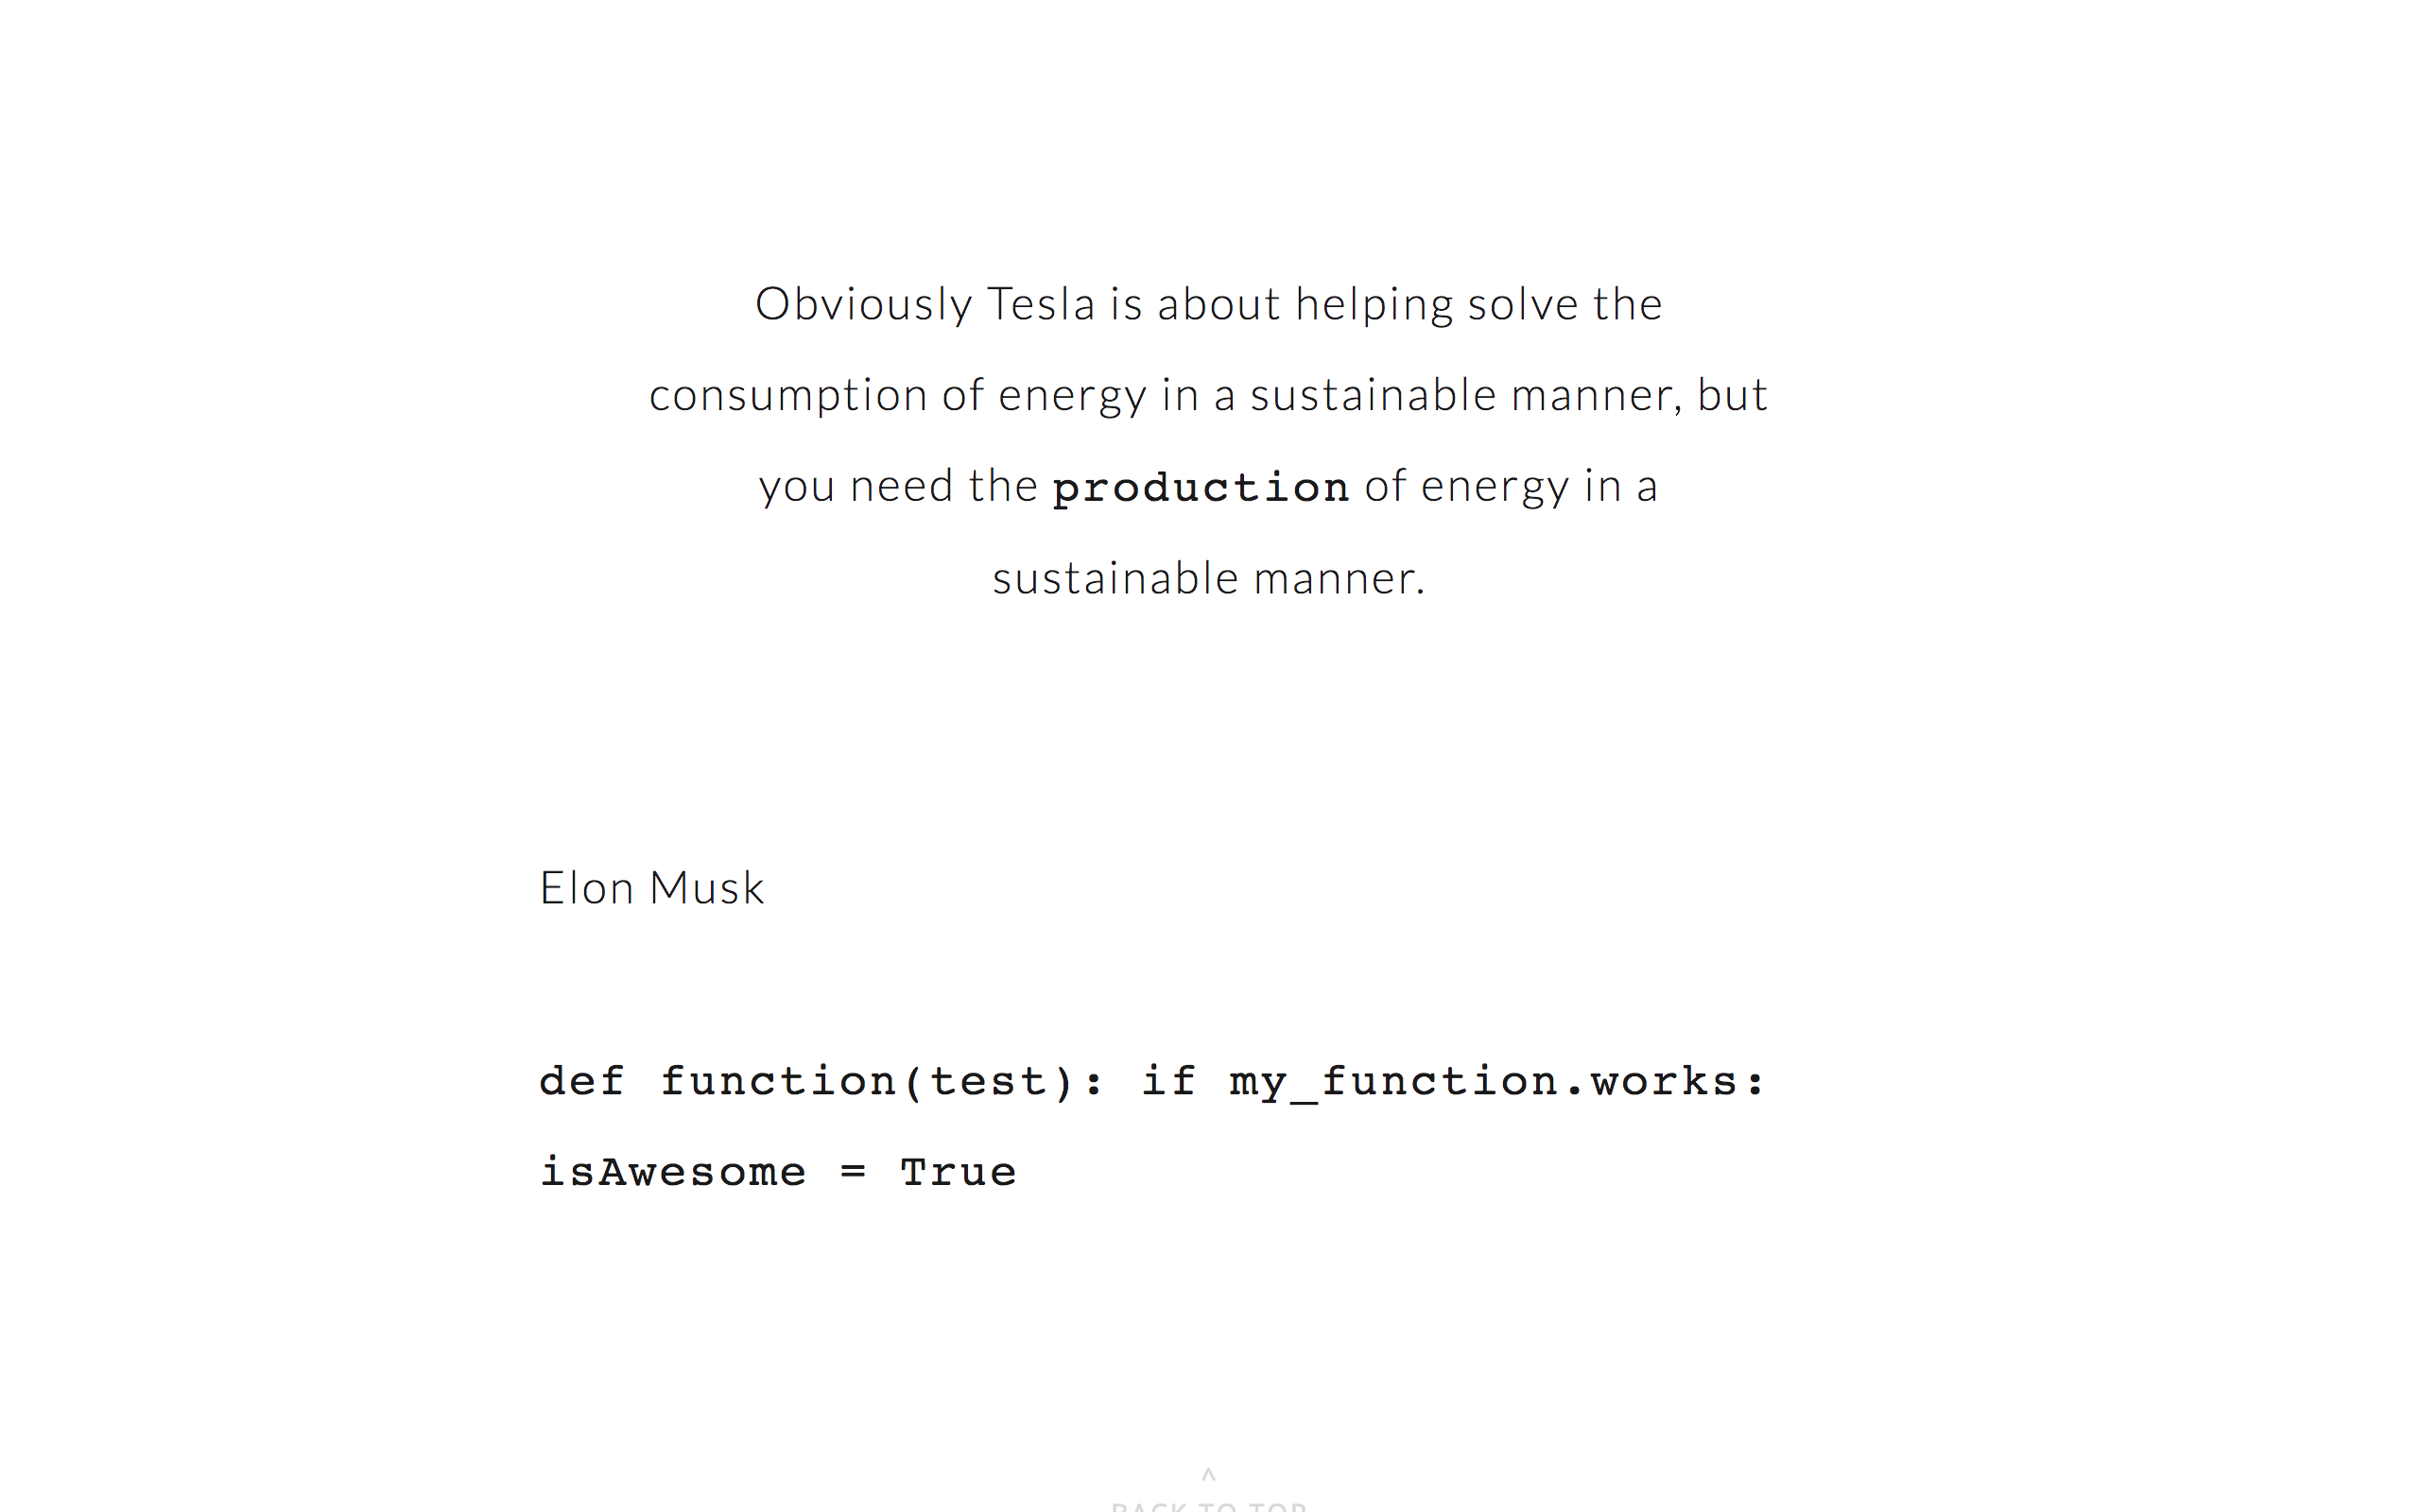 Obviously Tesla is about helping solve the
consumption of energy in a sustainable manner, but
you need the production of energy in a
sustainable manner.
Elon Musk
def function(test): if my_function.works:
isAwesome = True
^
BACK TO TOP